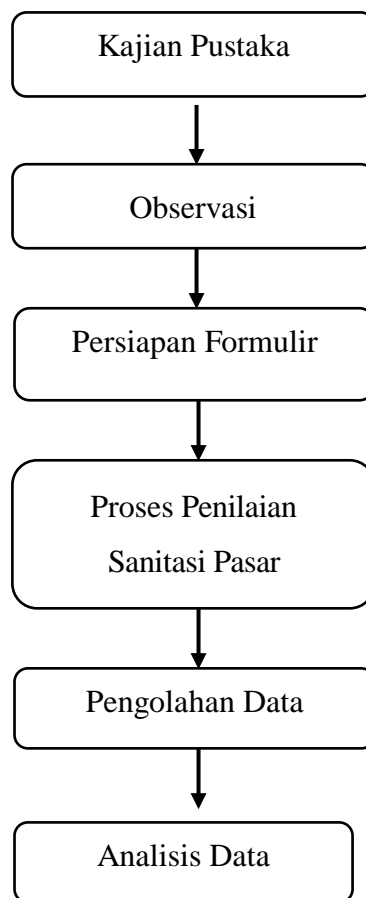 Kajian Pustaka
Observasi
Persiapan Formulir
Proses Penilaian
Sanitasi Pasar
Pengolahan Data
Analisis Data